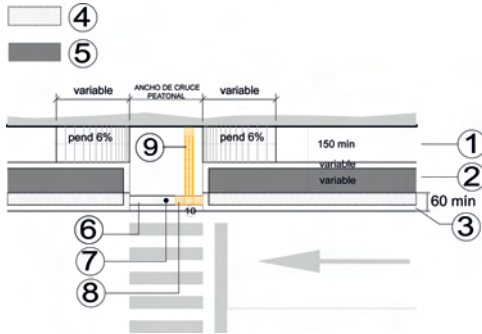 4
5
variable
ANCHO DE CRUCE
PEATONAL
variable
pend 6%
9
pend 6%
150 min
1
variable
variable
2
60 min
6
10
3
7
8